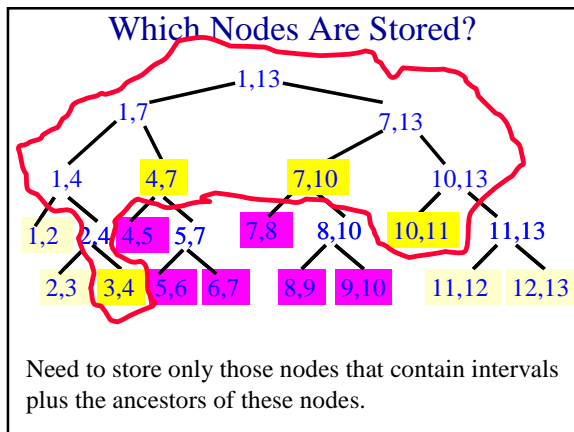 Which Nodes Are Stored?
1,13
1,7 7,13
1,4 4,7 7,10 10,13
1,2 2,4 4,5 5,7 7,8 8,10 10,11 11,13
2,3 3,4 5,6 6,7 8,9 9,10 11,12 12,13
Need to store only those nodes that contain intervals
plus the ancestors of these nodes.